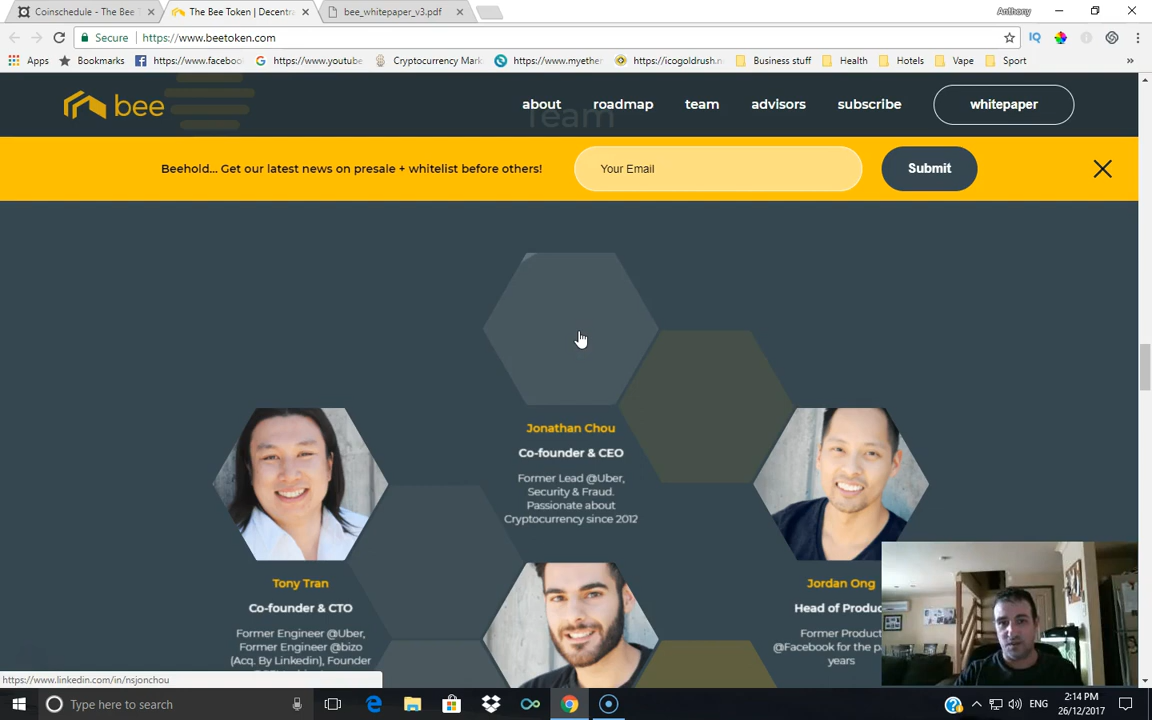 Coinschedule - The Bee
The Bee Token | Decentr
bee_whitepaper_v3.pdf
Anthony
Secure
https://www.beetoken.com
Apps
Bookmarks
https://www.faceboo
https://www.youtube
Cryptocurrency Mark
https://www.myether
https://icogoldrush.n
Business stuff
Health
Hotels
Vape
Sport
bee
about
roadmap
team
advisors
subscribe
whitepaper
Team
Beehold... Get our latest news on presale + whitelist before others!
Your Email
Submit
Jonathan Chou
Co-founder & CEO
Former Lead @Uber,
Security & Fraud.
Passionate about
Cryptocurrency since 2012
Tony Tran
Co-founder & CTO
Former Engineer @Uber,
Former Engineer @bizo
(Acq. By Linkedin), Founder
Jordan Ong
Head of Produc
Former Product
@Facebook for the pa
years
https://www.linkedin.com/in/nsjonchou
Type here to search
ENG
2:14 PM
26/12/2017